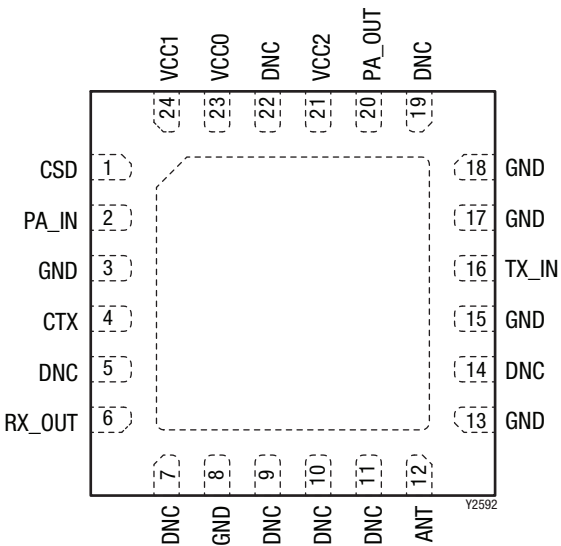 VCC1
VCC0
DNC
VCC2
PA_OUT
DNC
24
23
22
21
20
19
CSD 1
PA_IN 2
GND 3
CTX 4
DNC 5
RX_OUT 6
18 GND
17 GND
16 TX_IN
15 GND
14 DNC
13 GND
7
8
9
10
11
12
DNC
GND
DNC
DNC
DNC
ANT
Y2592